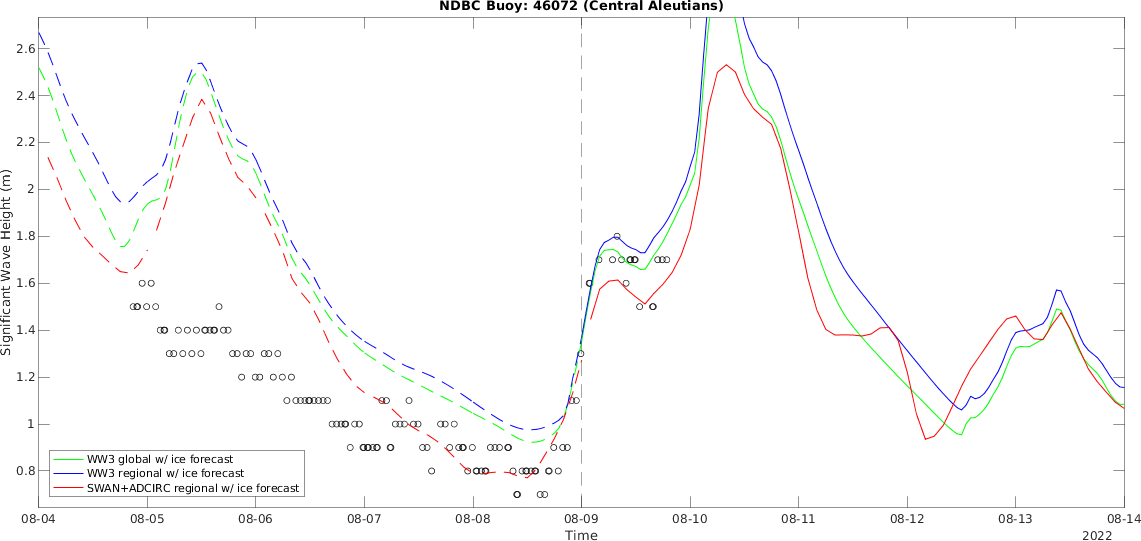 NDBC Buoy: 46072 (Central Aleutians)
Significant Wave Height (m)
2.6
2.4
2.2
2
1.8
1.6
1.4
1.2
1
0.8
WW3 global w/ ice forecast
WW3 regional w/ ice forecast
SWAN+ADCIRC regional w/ ice forecast
08-04 08-05 08-06 08-07 08-08 08-09 08-10 08-11 08-12 08-13 08-14
Time
2022